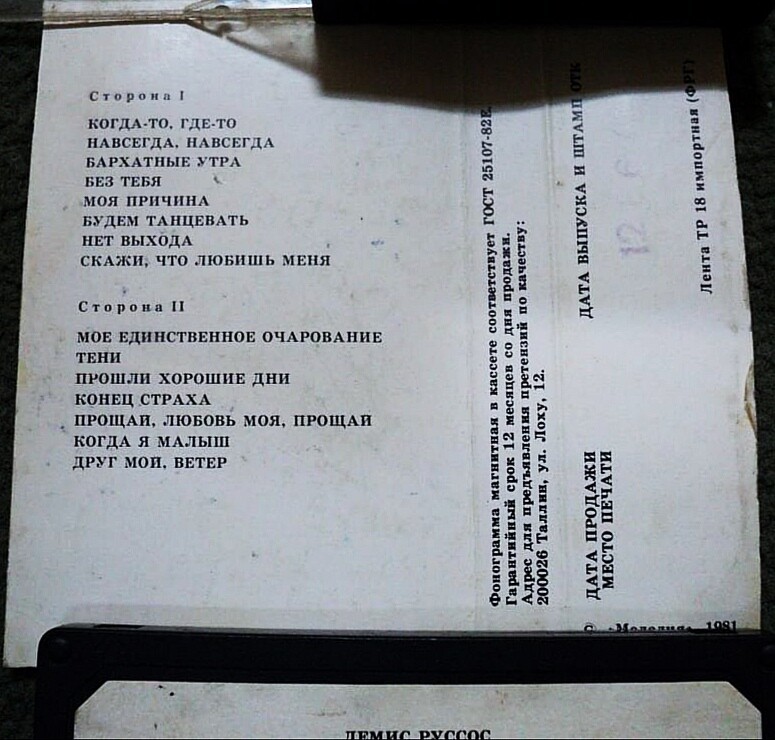 Сторона I
КОГДА-ТО, ГДЕ-ТО
НАВСЕГДА, НАВСЕГДА
БАРХАТНЫЕ УТРА
БЕЗ ТЕБЯ
МОЯ ПРИЧИНА
БУДЕМ ТАНЦЕВАТЬ
НЕТ ВЫХОДА
СКАЖИ, ЧТО ЛЮБИШЬ МЕНЯ
Сторона II
МОЕ ЕДИНСТВЕННОЕ ОЧАРОВАНИЕ
ТЕНИ
ПРОШЛИ ХОРОШИЕ ДНИ
КОНЕЦ СТРАХА
ПРОЩАЙ, ЛЮБОВЬ МОЯ, ПРОЩАЙ
КОГДА Я МАЛЫШ
ДРУГ МОЙ, ВЕТЕР
Фонограмма магнитная в кассете соответствует ГОСТ 25107-82Е.
Гарантийный срок 12 месяцев со дня продажи.
Адрес для предъявления претензий по качеству:
200026 Таллин, ул. Лоху, 12.
ДАТА ВЫПУСКА И ШТАМП ОТК
ДАТА ПРОДАЖИ
МЕСТО ПЕЧАТИ
Лента ТР 18 импортная (ФРГ)
© «Мелодия», 1981
ДЕМИС РУССОС